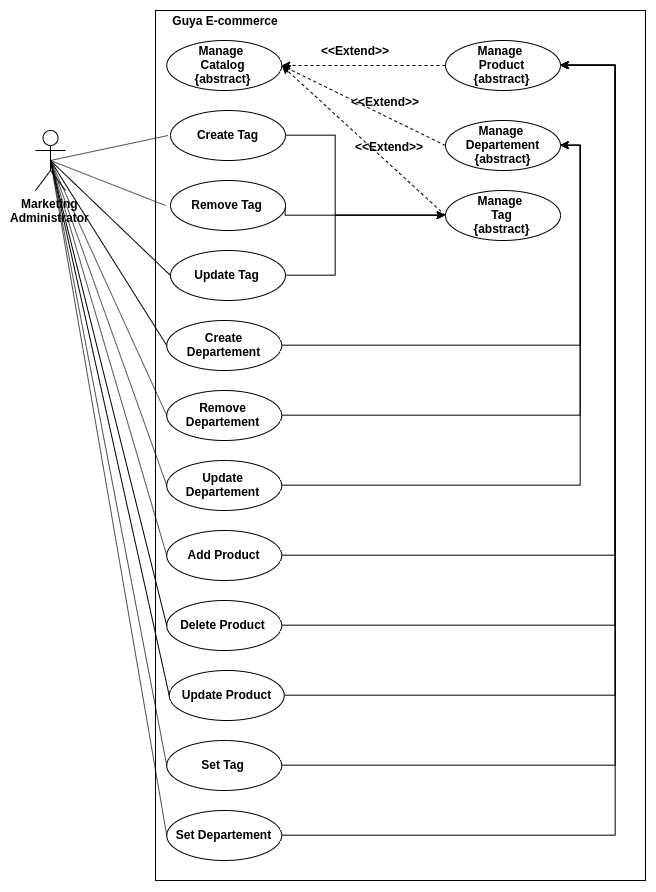 Guya E-commerce
Manage
Catalog
{abstract}
<<Extend>>
Manage
Product
{abstract}
<<Extend>>
Create Tag
Manage
Departement
{abstract}
<<Extend>>
Marketing
Administrator
Remove Tag
Manage
Tag
{abstract}
Update Tag
Create
Departement
Remove
Departement
Update
Departement
Add Product
Delete Product
Update Product
Set Tag
Set Departement